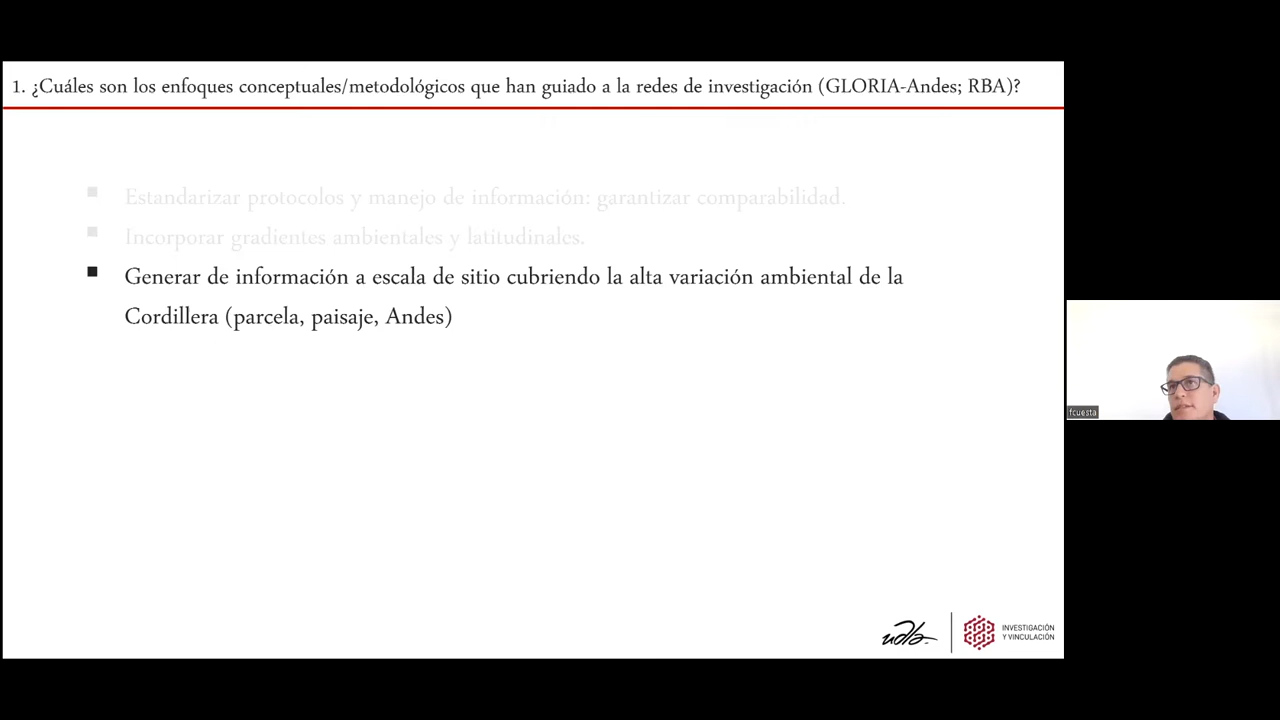 1. ¿Cuáles son los enfoques conceptuales/metodológicos que han guiado a la redes de investigación (GLORIA-Andes; RBA)?
Estandarizar protocolos y manejo de información: garantizar comparabilidad.
Incorporar gradientes ambientales y latitudinales.
Generar de información a escala de sitio cubriendo la alta variación ambiental de la
Cordillera (parcela, paisaje, Andes)
fcuesta
udla
INVESTIGACIÓN
Y VINCULACIÓN